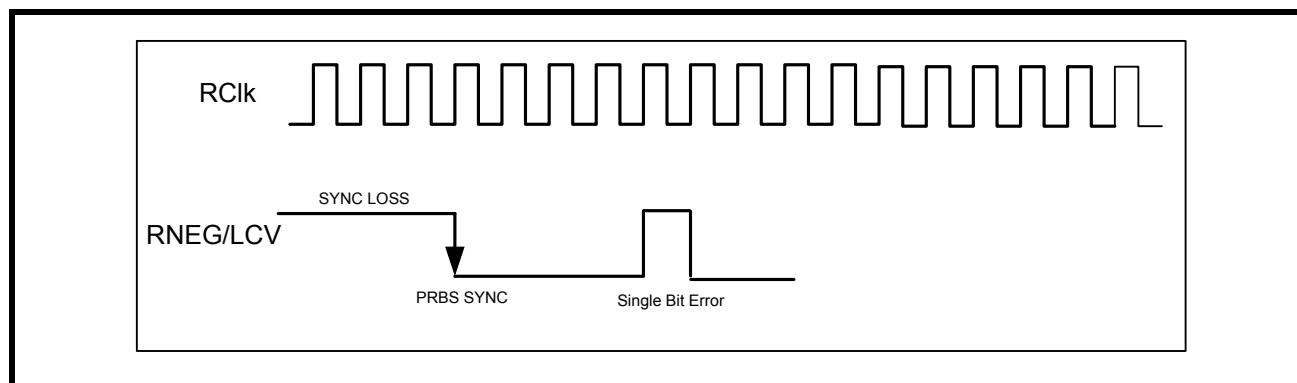 RClk
SYNC LOSS
RNEG/LCV
PRBS SYNC
Single Bit Error